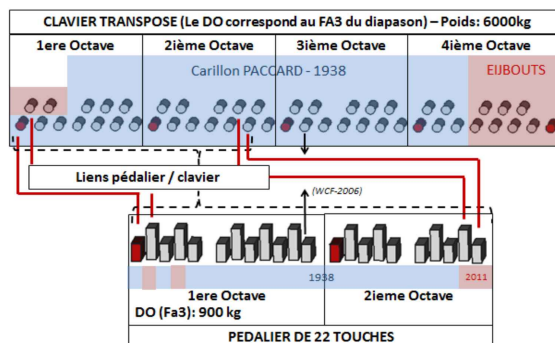 CLAVIER TRANSPOSE (Le DO correspond au FA3 du diapason) – Poids: 6000kg
1ere Octave 2ième Octave 3ième Octave 4ième Octave
Carillon PACCARD - 1938 EIJBOUTS
Liens pédalier / clavier
(WCF-2006)
1938 2011
1ere Octave 2ieme Octave
DO (Fa3): 900 kg
PEDALIER DE 22 TOUCHES